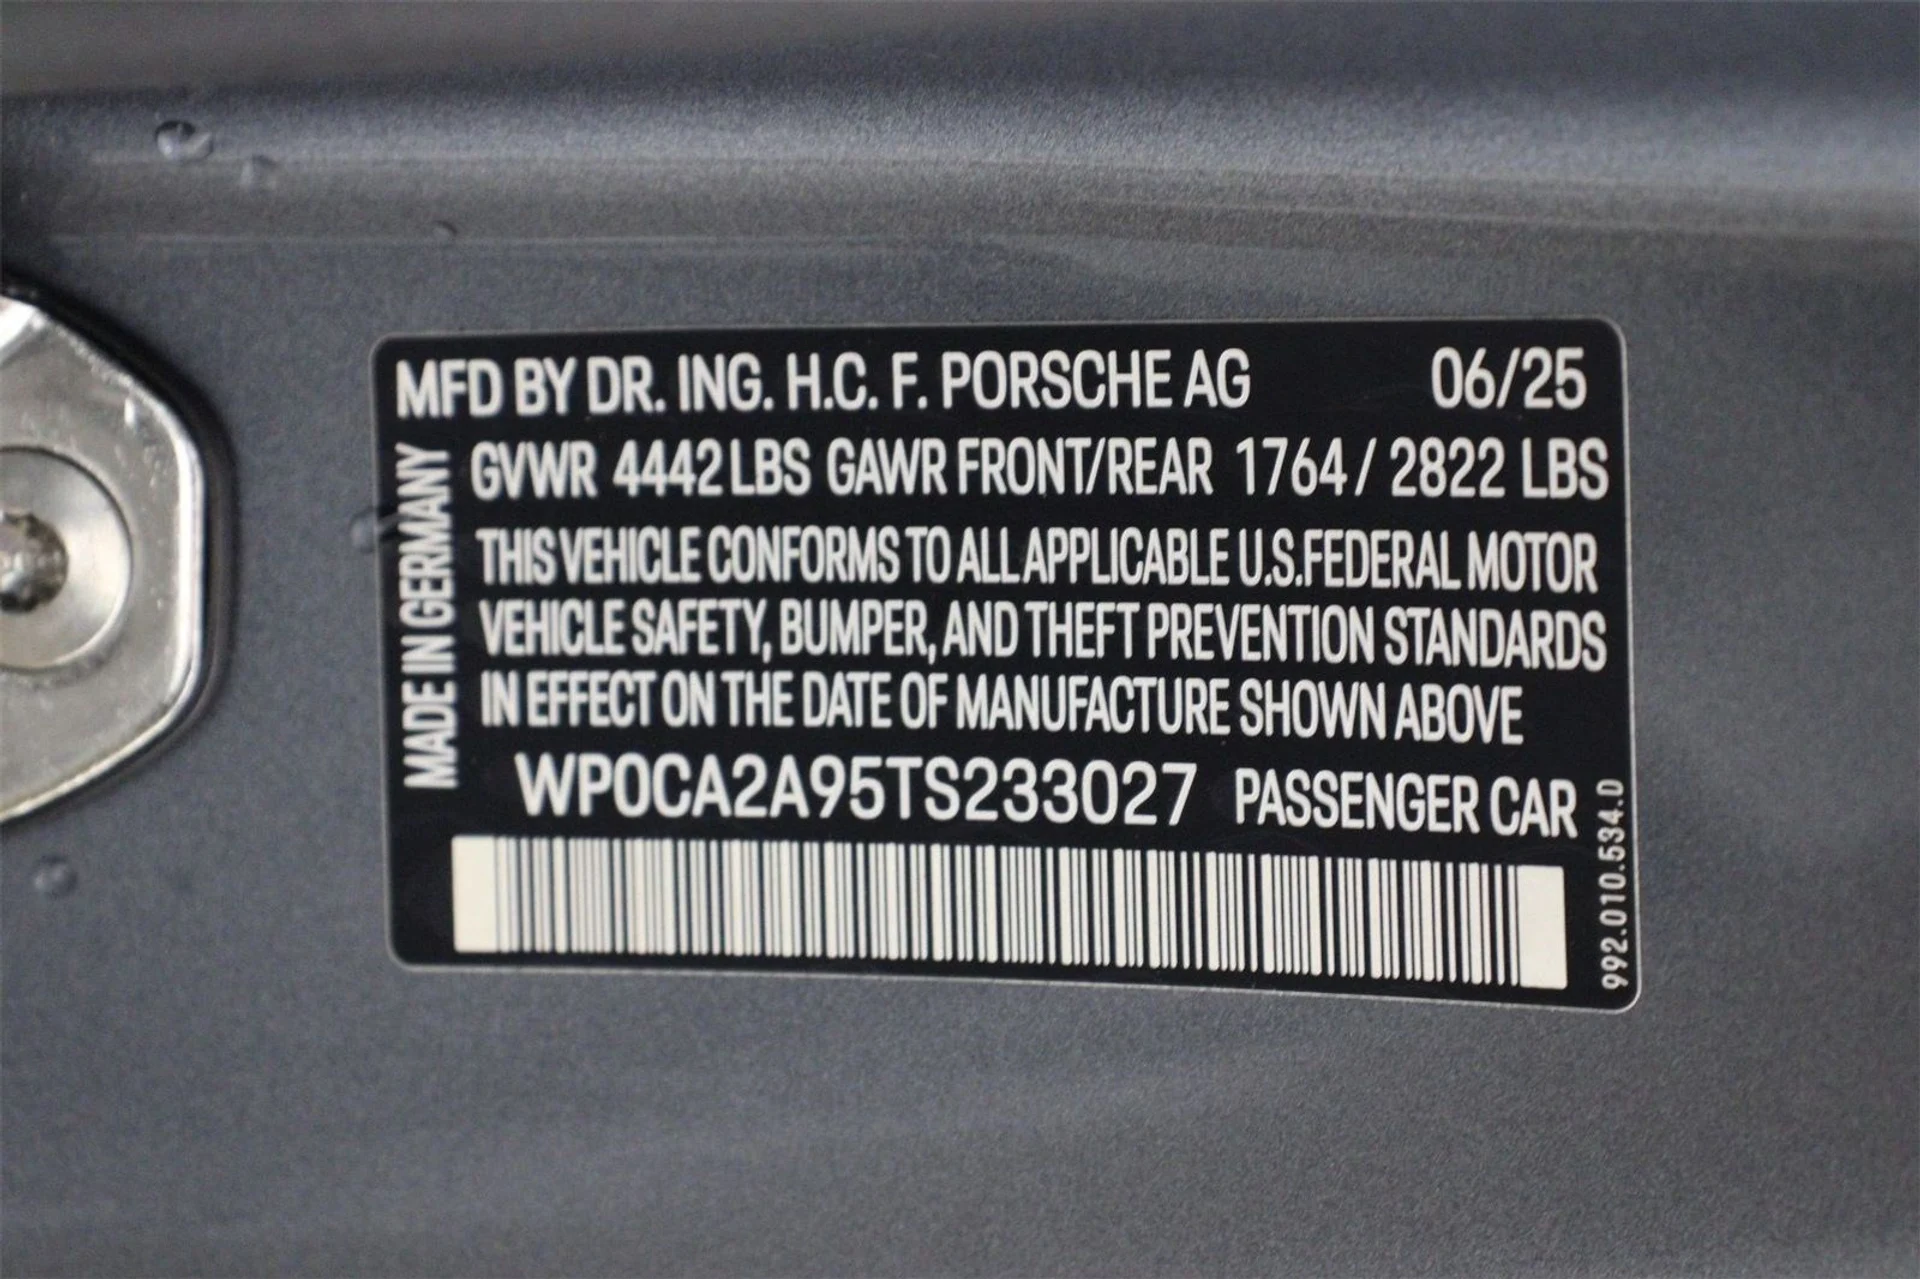 MFD BY DR. ING. H.C. F. PORSCHE AG 06/25
GVWR 4442 LBS GAWR FRONT/REAR 1764 / 2822 LBS
THIS VEHICLE CONFORMS TO ALL APPLICABLE U.S.FEDERAL MOTOR
VEHICLE SAFETY, BUMPER, AND THEFT PREVENTION STANDARDS
IN EFFECT ON THE DATE OF MANUFACTURE SHOWN ABOVE
WP0CA2A95TS233027 PASSENGER CAR
MADE IN GERMANY
992.010.534.0